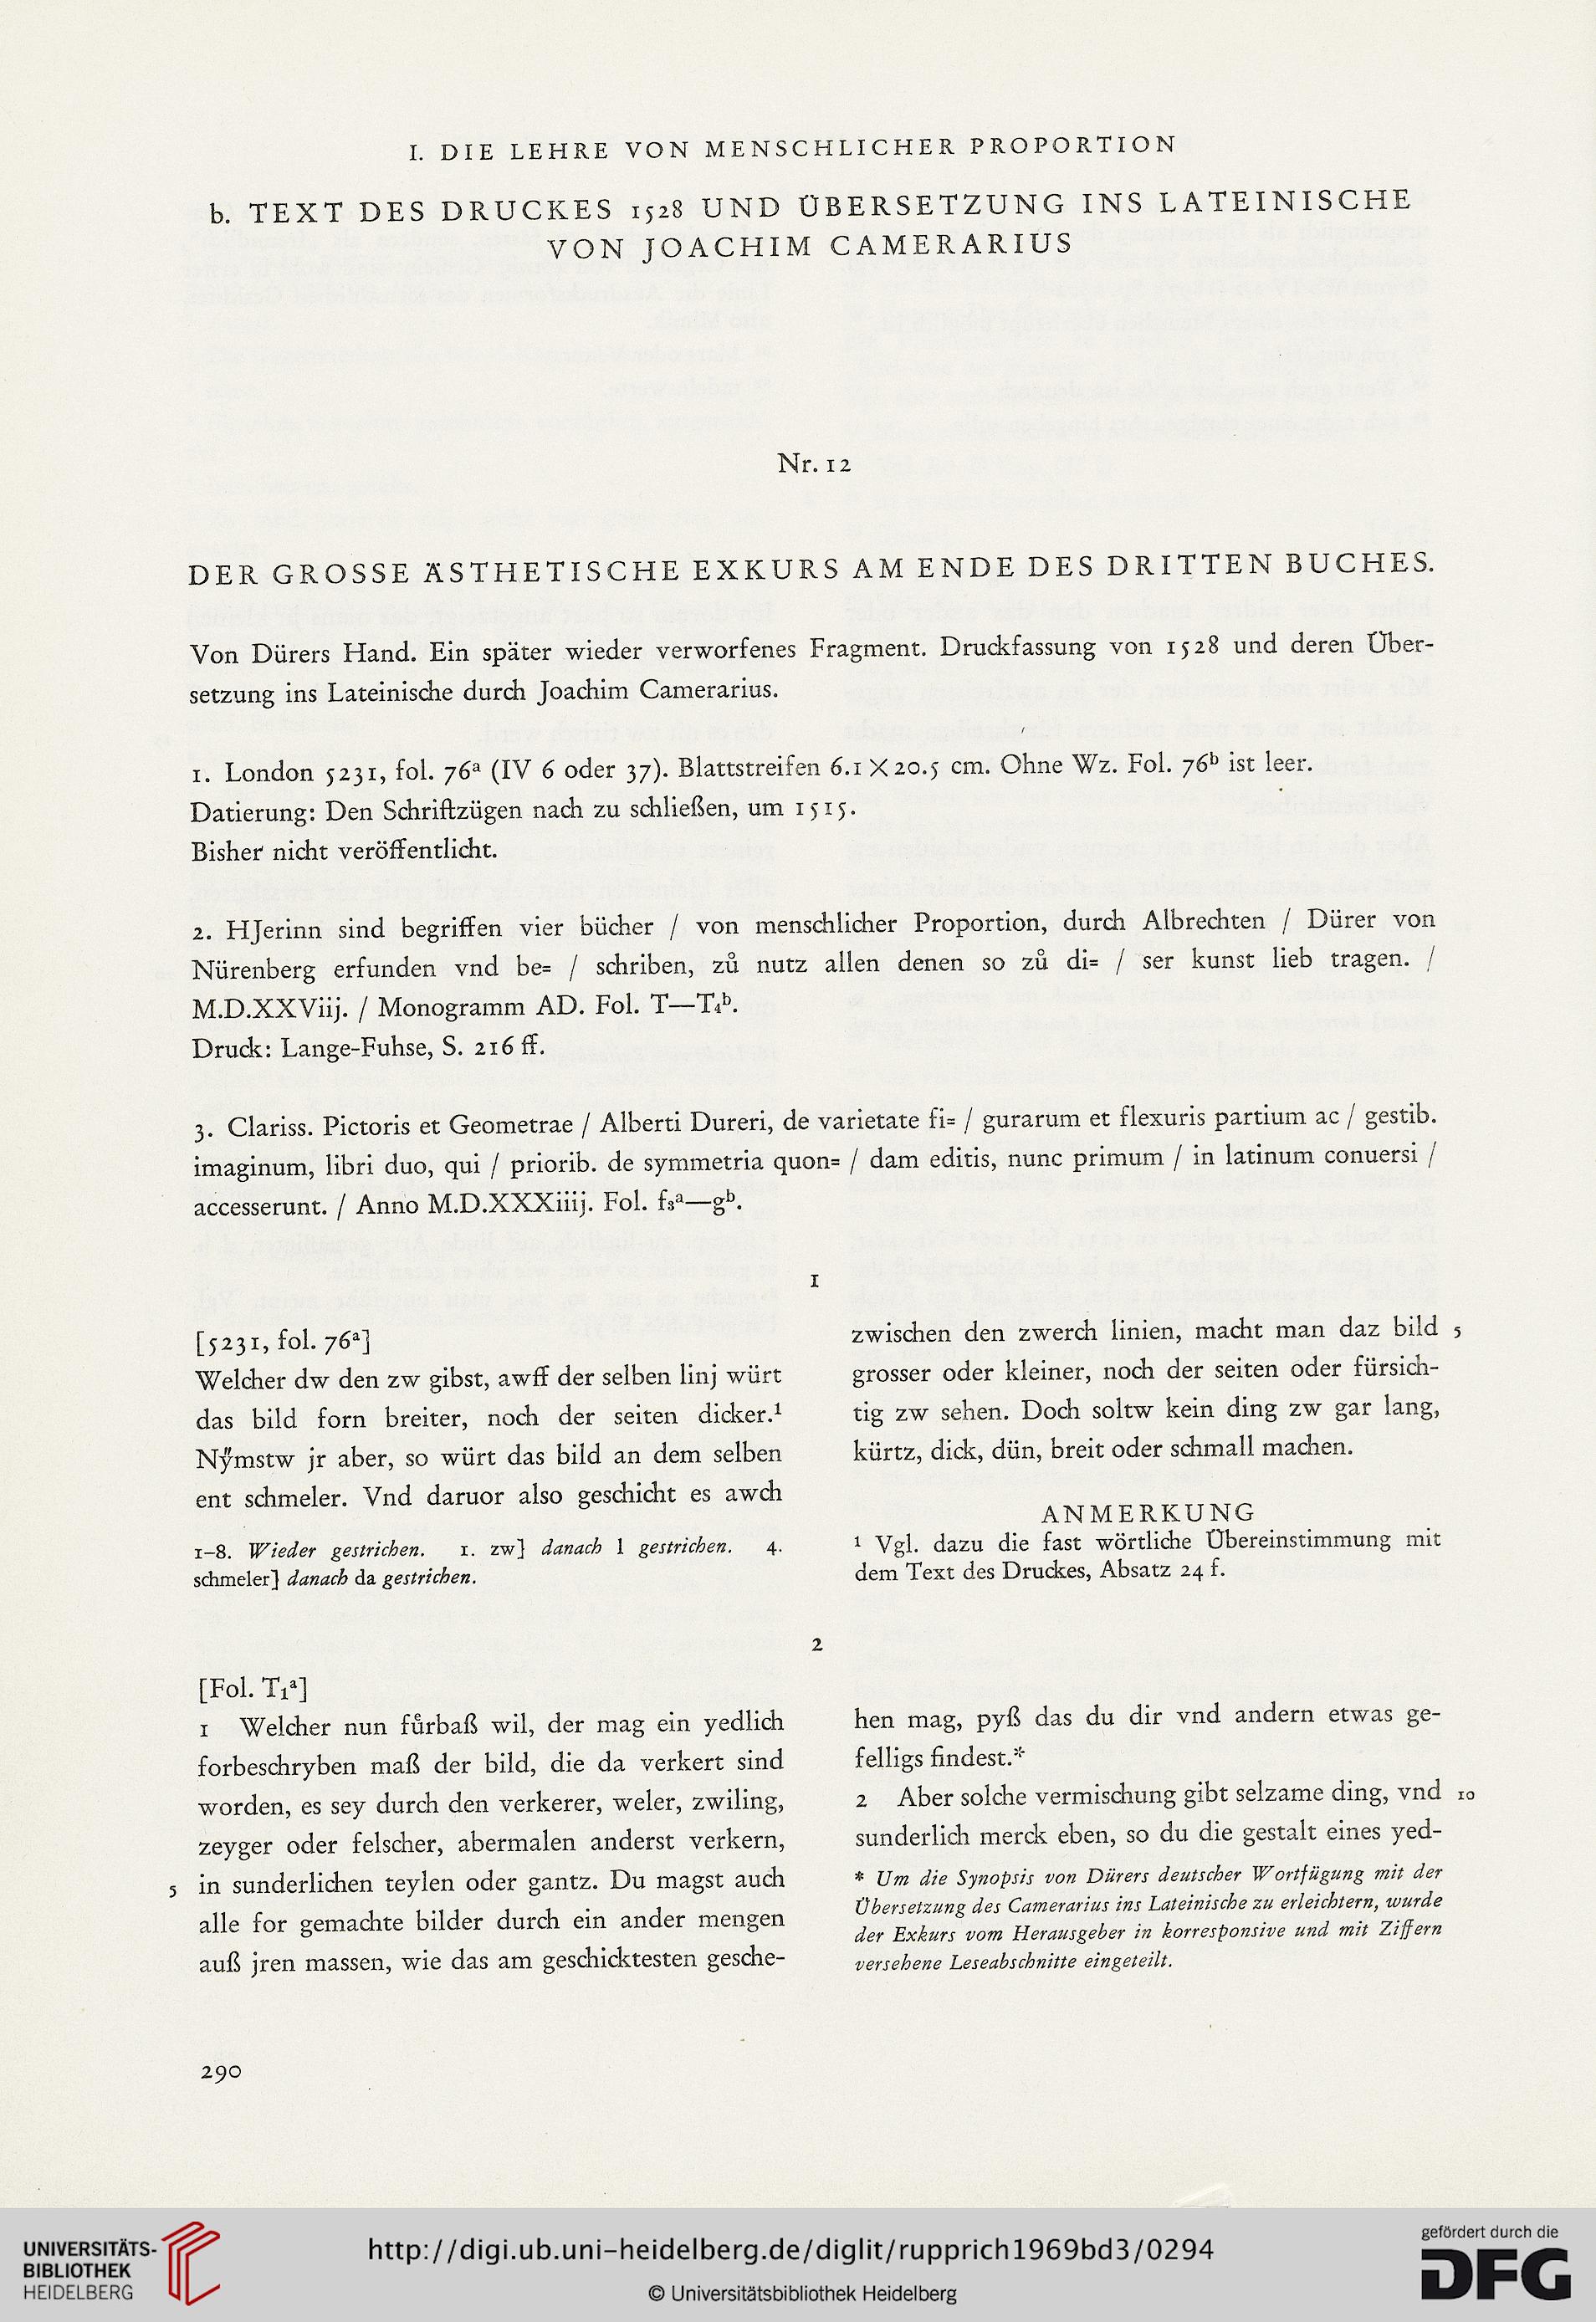 I. DIE LEHRE VON MENSCHLICHER PROPORTION
b. TEXT DES DRUCKES 1528 UND ÜBERSETZUNG INS LATEINISCHE
VON JOACHIM CAMERARIUS
Nr. 12
DER GROSSE ÄSTHETISCHE EXKURS AM ENDE DES DRITTEN BUCHES.
Von Dürers Hand. Ein später wieder verworfenes Fragment. Druckfassung von 1528 und deren Über-
setzung ins Lateinische durch Joachim Camerarius.
1. London 5231, fol. 76ᵃ (IV 6 oder 37). Blattstreifen 6.1 × 20.5 cm. Ohne Wz. Fol. 76ᵇ ist leer.
Datierung: Den Schriftzügen nach zu schließen, um 1515.
Bisher nicht veröffentlicht.
2. HJerinn sind begriffen vier bücher / von menschlicher Proportion, durch Albrechten / Dürer von
Nürenberg erfunden vnd be= / schriben, zů nutz allen denen so zů di= / ser kunst lieb tragen. /
M.D.XXViij. / Monogramm AD. Fol. T—T₄ᵇ.
Druck: Lange-Fuhse, S. 216 ff.
3. Clariss. Pictoris et Geometrae / Alberti Dureri, de varietate fi= / gurarum et flexuris partium ac / gestib.
imaginum, libri duo, qui / priorib. de symmetria quon= / dam editis, nunc primum / in latinum conuersi /
accesserunt. / Anno M.D.XXXiiij. Fol. f₃ᵃ—gᵇ.
1
[5231, fol. 76ᵃ]
Welcher dw den zw gibst, awff der selben linj würt
das bild forn breiter, noch der seiten dicker.¹
Nÿmstw jr aber, so würt das bild an dem selben
ent schmeler. Vnd daruor also geschicht es awch
1–8. Wieder gestrichen. 1. zw] danach l gestrichen. 4.
schmeler] danach da gestrichen.
zwischen den zwerch linien, macht man daz bild 5
grosser oder kleiner, noch der seiten oder fürsich-
tig zw sehen. Doch soltw kein ding zw gar lang,
kürtz, dick, dün, breit oder schmall machen.
ANMERKUNG
¹ Vgl. dazu die fast wörtliche Übereinstimmung mit
dem Text des Druckes, Absatz 24 f.
2
[Fol. T₁ᵃ]
1 Welcher nun fůrbaß wil, der mag ein yedlich
forbeschryben maß der bild, die da verkert sind
worden, es sey durch den verkerer, weler, zwiling,
zeyger oder felscher, abermalen anderst verkern,
5 in sunderlichen teylen oder gantz. Du magst auch
alle for gemachte bilder durch ein ander mengen
auß jren massen, wie das am geschicktesten gesche-
hen mag, pyß das du dir vnd andern etwas ge-
felligs findest.*
2 Aber solche vermischung gibt selzame ding, vnd 10
sunderlich merck eben, so du die gestalt eines yed-
* Um die Synopsis von Dürers deutscher Wortfügung mit der
Übersetzung des Camerarius ins Lateinische zu erleichtern, wurde
der Exkurs vom Herausgeber in korresponsive und mit Ziffern
versehene Leseabschnitte eingeteilt.
290
UNIVERSITÄTS-
BIBLIOTHEK
HEIDELBERG
http://digi.ub.uni-heidelberg.de/diglit/rupprich1969bd3/0294
© Universitätsbibliothek Heidelberg
gefördert durch die
DFG